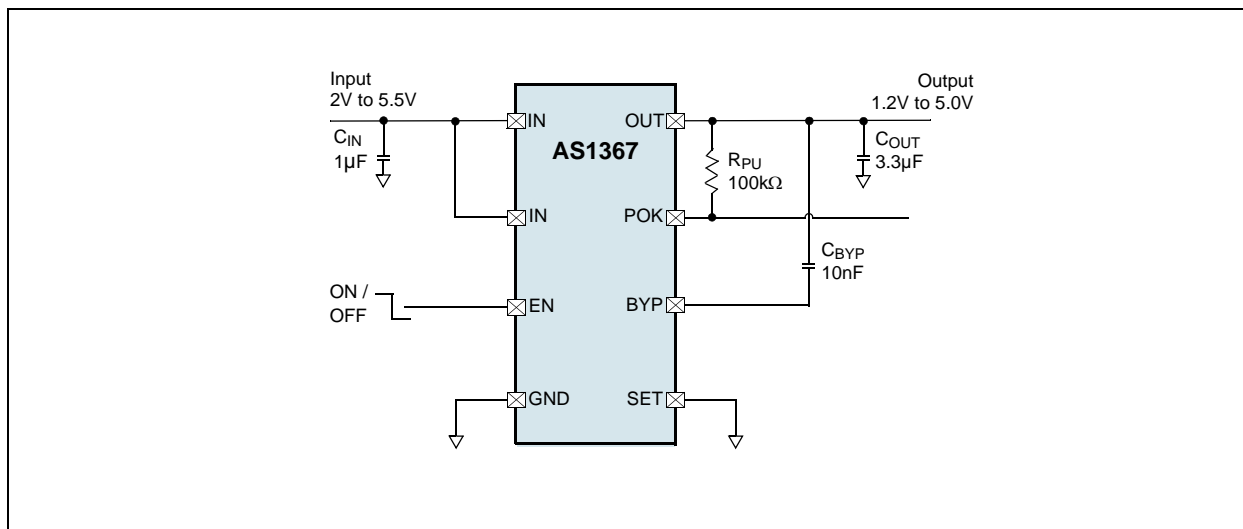 Input
2V to 5.5V
Output
1.2V to 5.0V
IN
OUT
AS1367
CIN
1µF
RPU
100kΩ
COUT
3.3µF
IN
POK
CBYP
10nF
ON /
OFF
EN
BYP
GND
SET